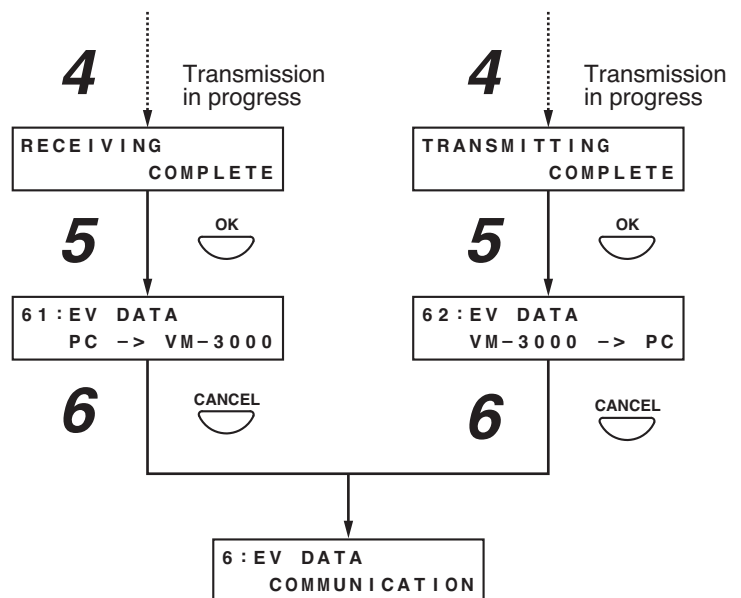 4
Transmission
in progress
RECEIVING
COMPLETE
5
OK
61:EV DATA
PC -> VM-3000
6
CANCEL
4
Transmission
in progress
TRANSMITTING
COMPLETE
5
OK
62:EV DATA
VM-3000 -> PC
6
CANCEL
6:EV DATA
COMMUNICATION